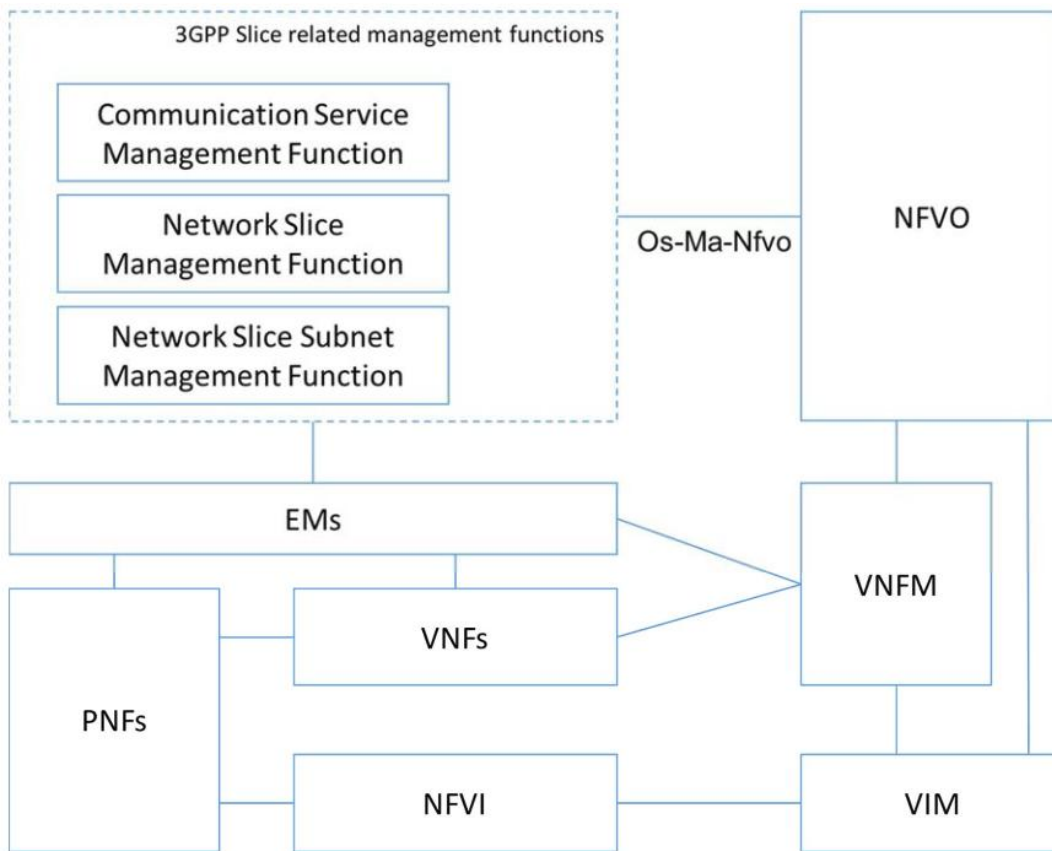 3GPP Slice related management functions
Communication Service
Management Function
Network Slice
Management Function
Network Slice Subnet
Management Function
NFVO
Os-Ma-Nfvo
EMs
VNFM
VNFs
PNFs
NFVI
VIM